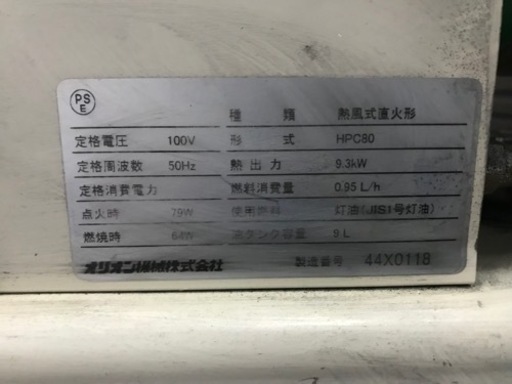 PS
E
種類 熱風式直火形
定格電圧 100V 形式 HPC80
定格周波数 50Hz 熱出力 9.3kW
定格消費電力 燃料消費量 0.95 L/h
点火時 79W 使用燃料 灯油(JIS1号灯油)
燃焼時 64W 油タンク容量 9 L
オリオン機械株式会社 製造番号 44X0118